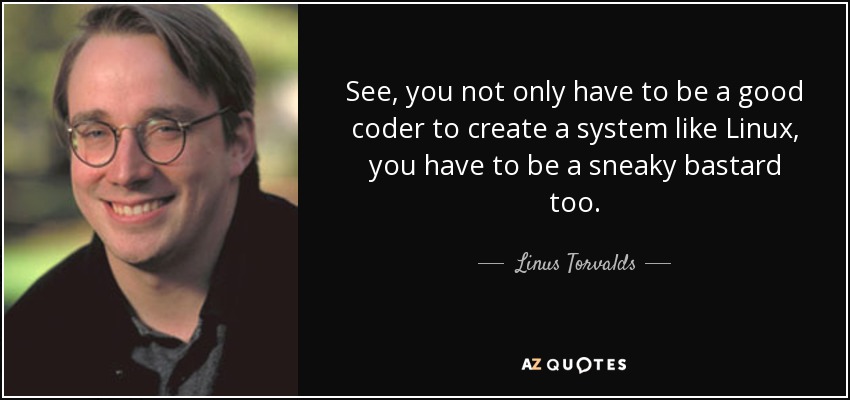 See, you not only have to be a good
coder to create a system like Linux,
you have to be a sneaky bastard
too.
Linus Torvalds
AZ QUOTES